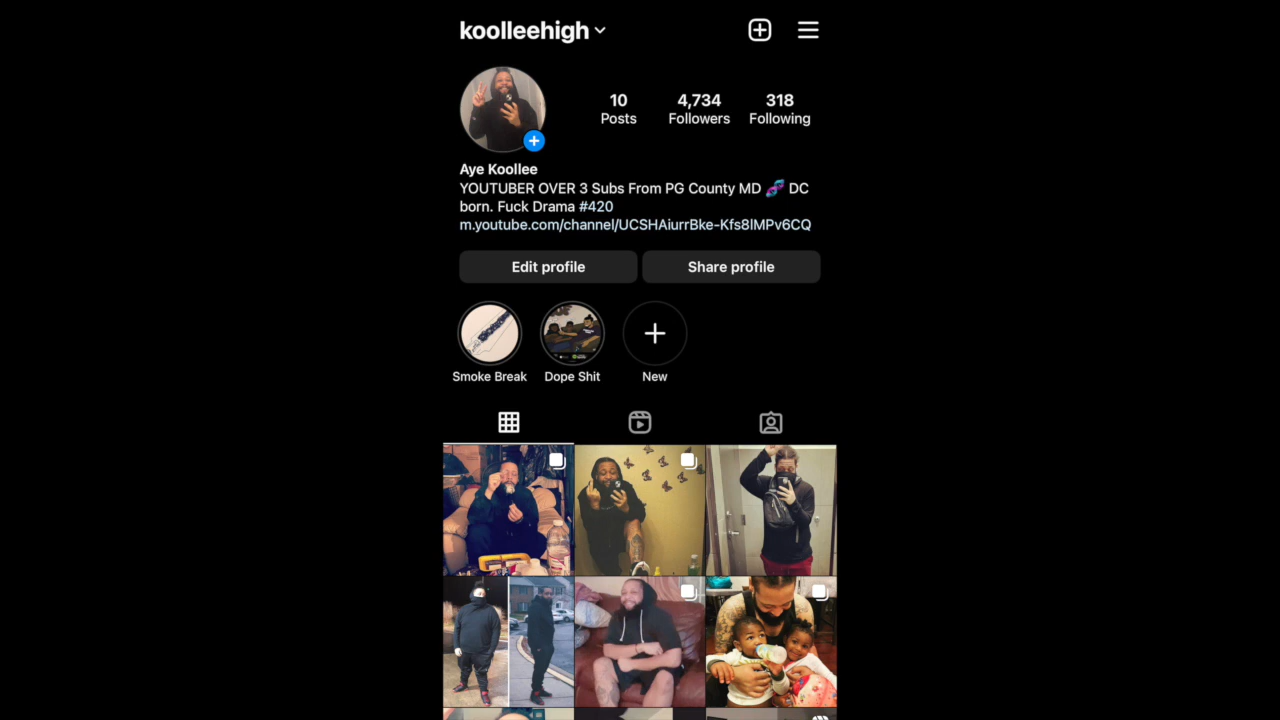 koolleehigh
10 4,734 318
Posts Followers Following
Aye Koollee
YOUTUBER OVER 3 Subs From PG County MD 🧬 DC
born. Fuck Drama #420
m.youtube.com/channel/UCSHAiurrBke-Kfs8lMPv6CQ
Edit profile Share profile
Smoke Break Dope Shit New